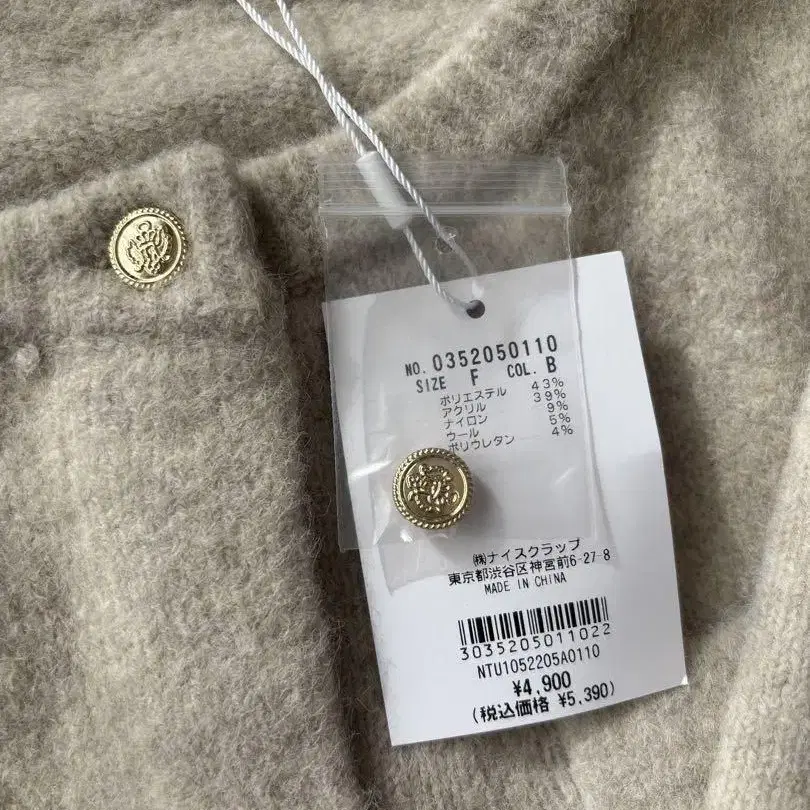 NO. 0352050110
SIZE F COL. B
ポリエステル 43%
アクリル 39%
ナイロン 9%
ウール 5%
ポリウレタン 4%
㈱ナイスクラップ
東京都渋谷区神宮前6-27-8
MADE IN CHINA
3035205011022
NTU1052205A0110
¥4,900
(税込価格 ¥5,390)